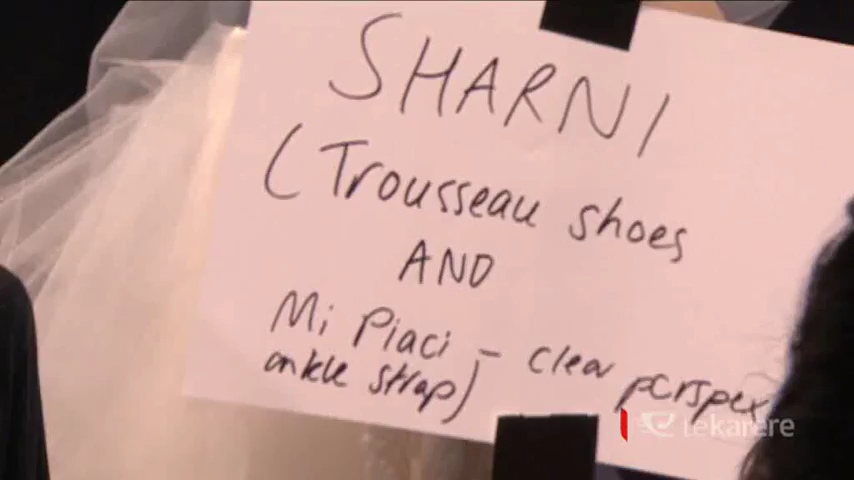 SHARNI
(Trousseau shoes
AND
Mi Piaci - clear perspex
ankle strap)
tekarere